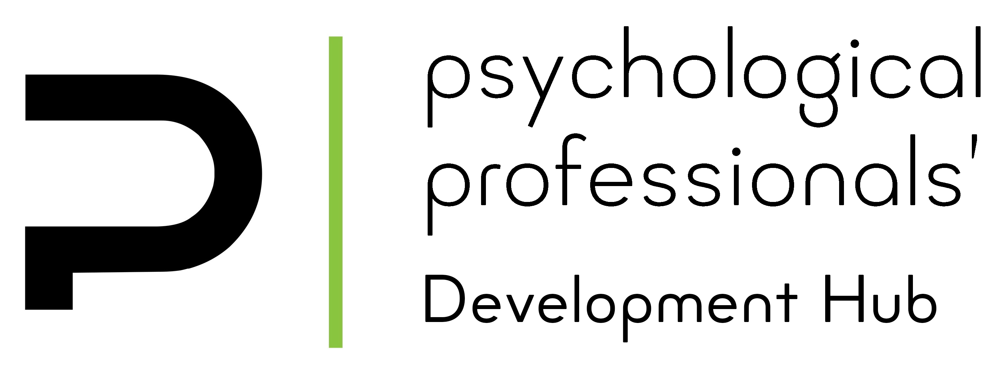 psychological
professionals'
Development Hub